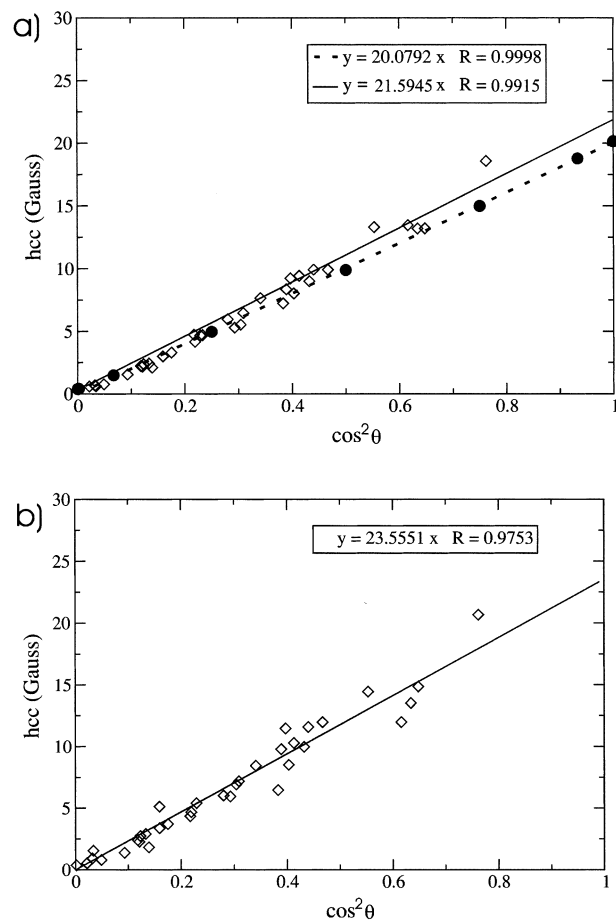 a)
30
25
20
15
10
5
0
hcc (Gauss)
y = 20.0792 x R = 0.9998
y = 21.5945 x R = 0.9915
0 0.2 0.4 0.6 0.8 1
cos²θ
b)
30
25
20
15
10
5
0
hcc (Gauss)
y = 23.5551 x R = 0.9753
0 0.2 0.4 0.6 0.8 1
cos²θ